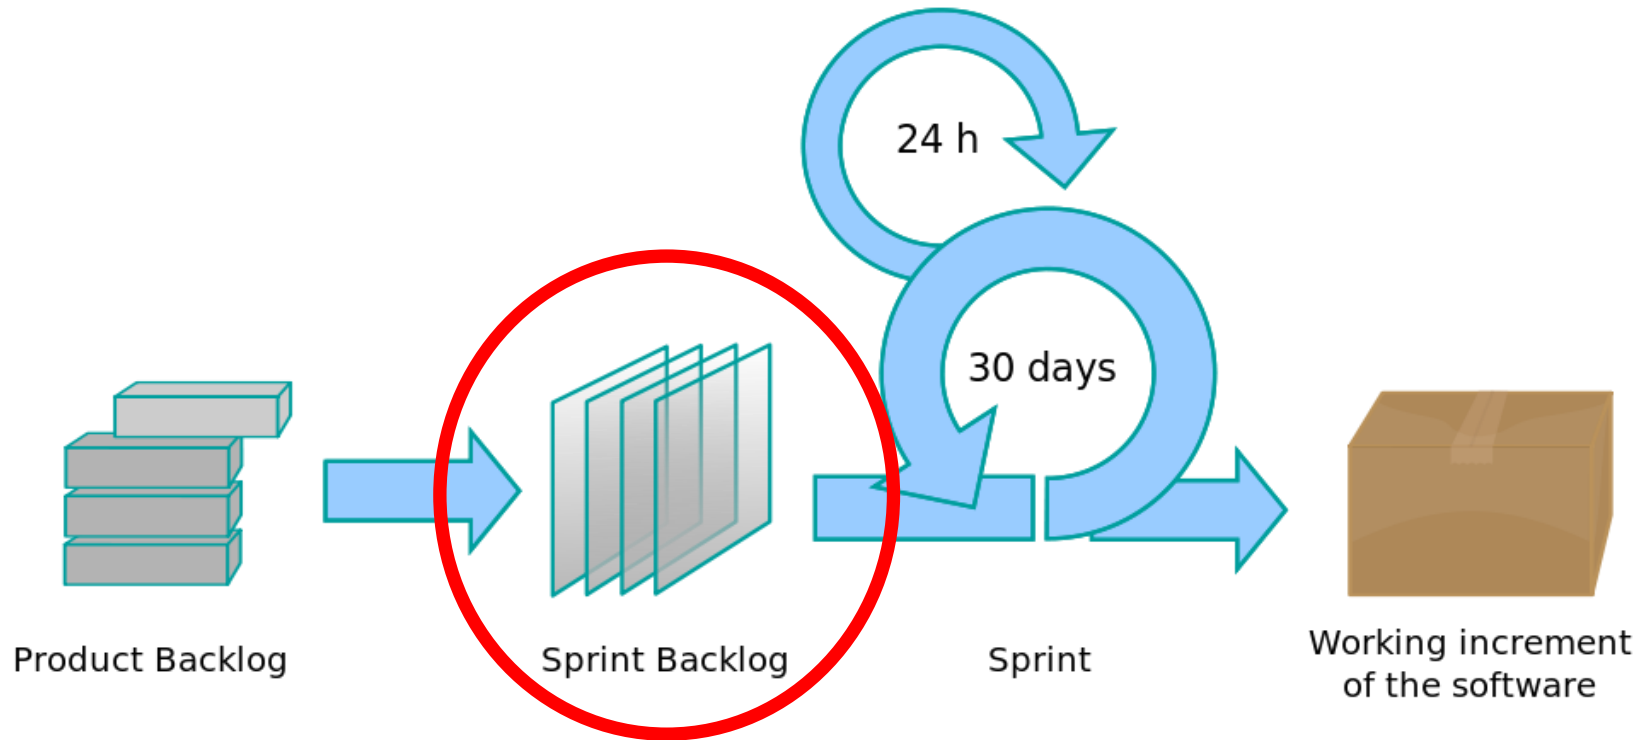 24 h
30 days
Product Backlog
Sprint Backlog
Sprint
Working increment
of the software